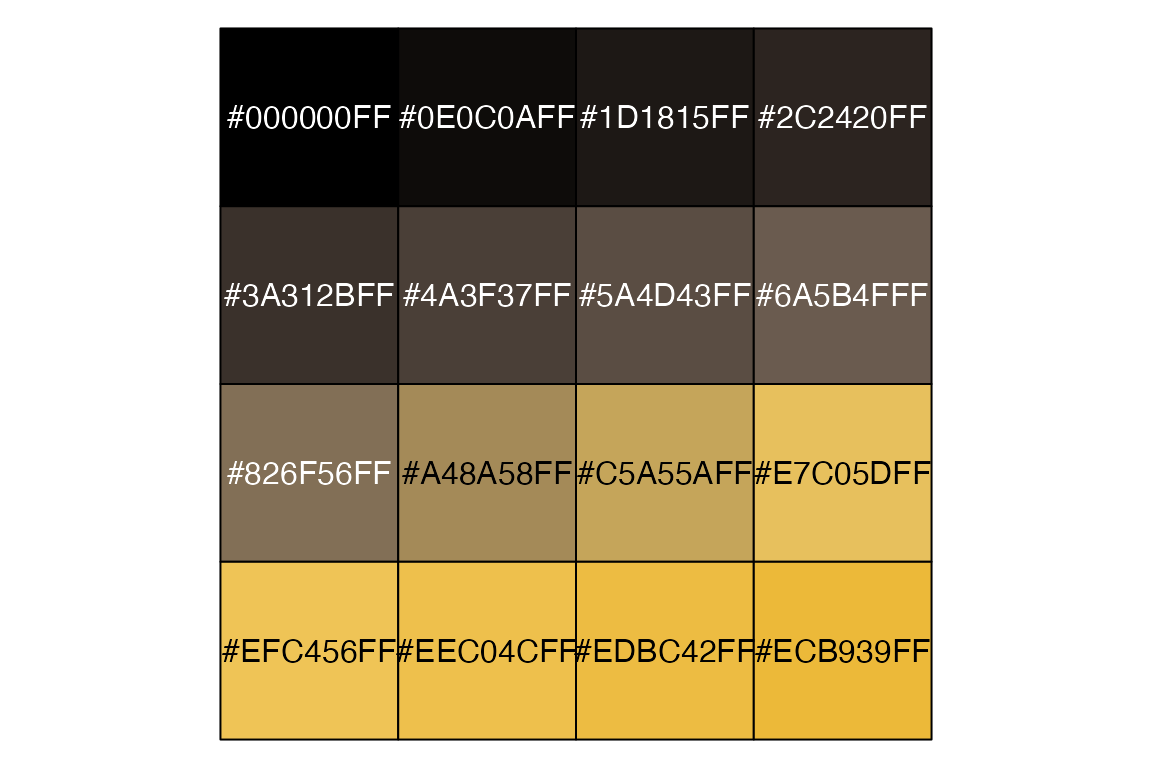 #000000FF #0E0C0AFF #1D1815FF #2C2420FF
#3A312BFF #4A3F37FF #5A4D43FF #6A5B4FFF
#826F56FF #A48A58FF #C5A55AFF #E7C05DFF
#EFC456FF #EEC04CFF #EDBC42FF #ECB939FF